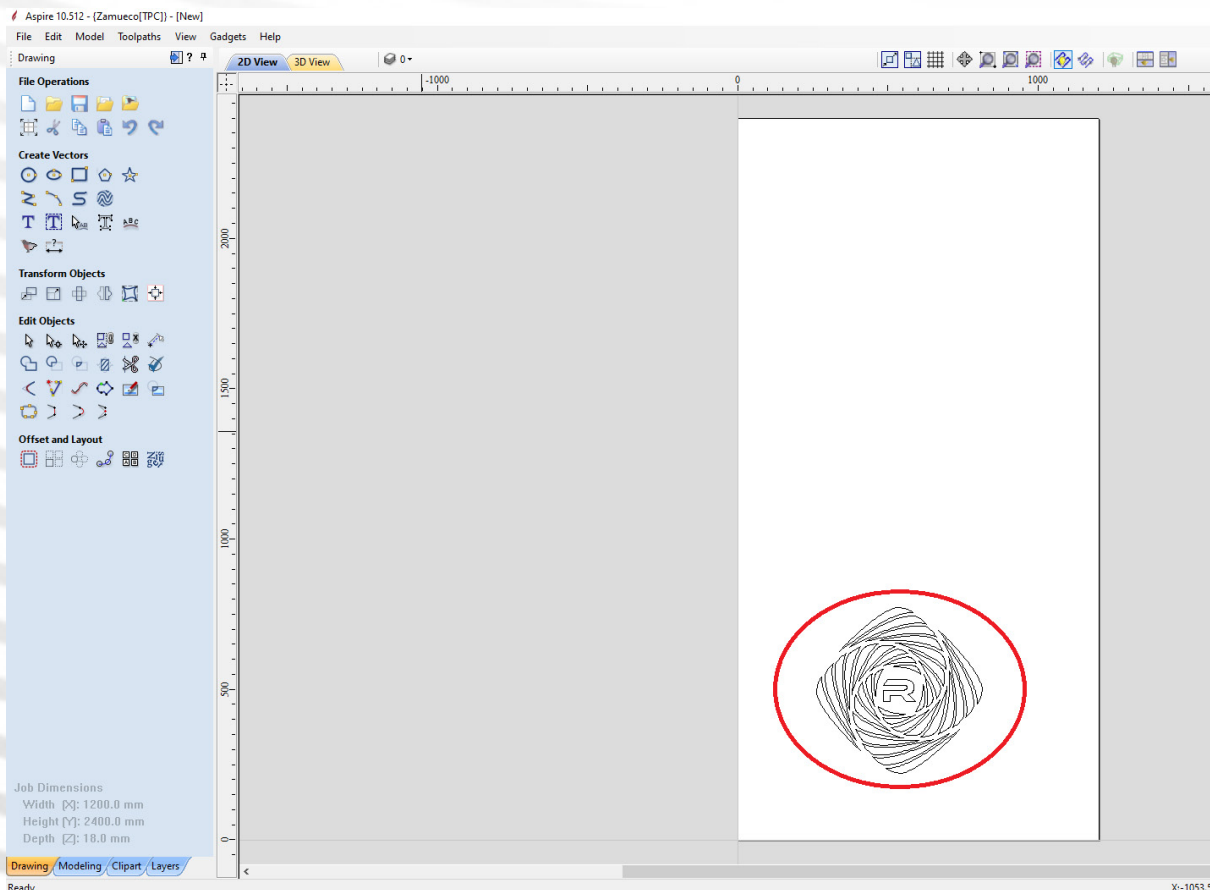 Aspire 10.512 - {Zamueco[TPC]} - [New]
File Edit Model Toolpaths View Gadgets Help
Drawing
2D View 3D View 0
File Operations
Create Vectors
Transform Objects
Edit Objects
Offset and Layout
-1000 0 1000
2000
1500
1000
500
0
R
Job Dimensions
Width [X]: 1200.0 mm
Height [Y]: 2400.0 mm
Depth [Z]: 18.0 mm
Drawing Modeling Clipart Layers
Ready
X:-1053.5